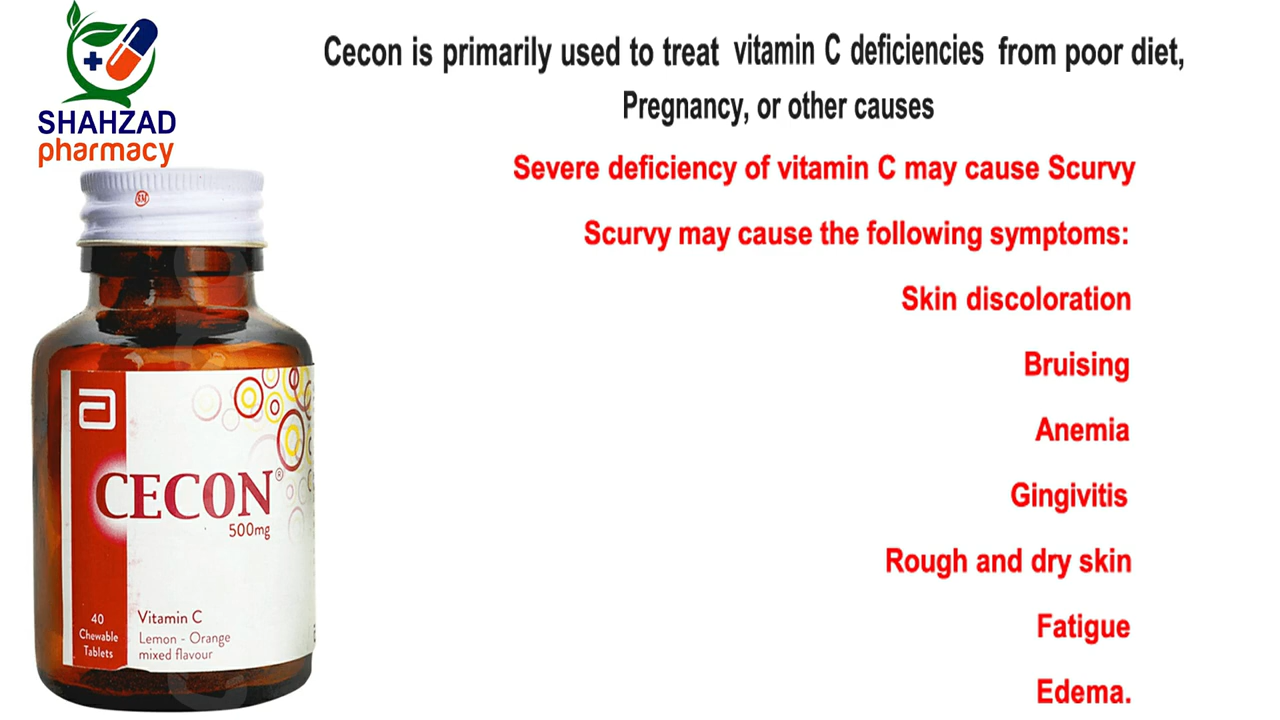 SHAHZAD
pharmacy
Cecon is primarily used to treat vitamin C deficiencies from poor diet,
Pregnancy, or other causes
Severe deficiency of vitamin C may cause Scurvy
Scurvy may cause the following symptoms:
Skin discoloration
Bruising
Anemia
Gingivitis
Rough and dry skin
Fatigue
Edema.
CECON®
500mg
40
Chewable
Tablets
Vitamin C
Lemon - Orange
mixed flavour